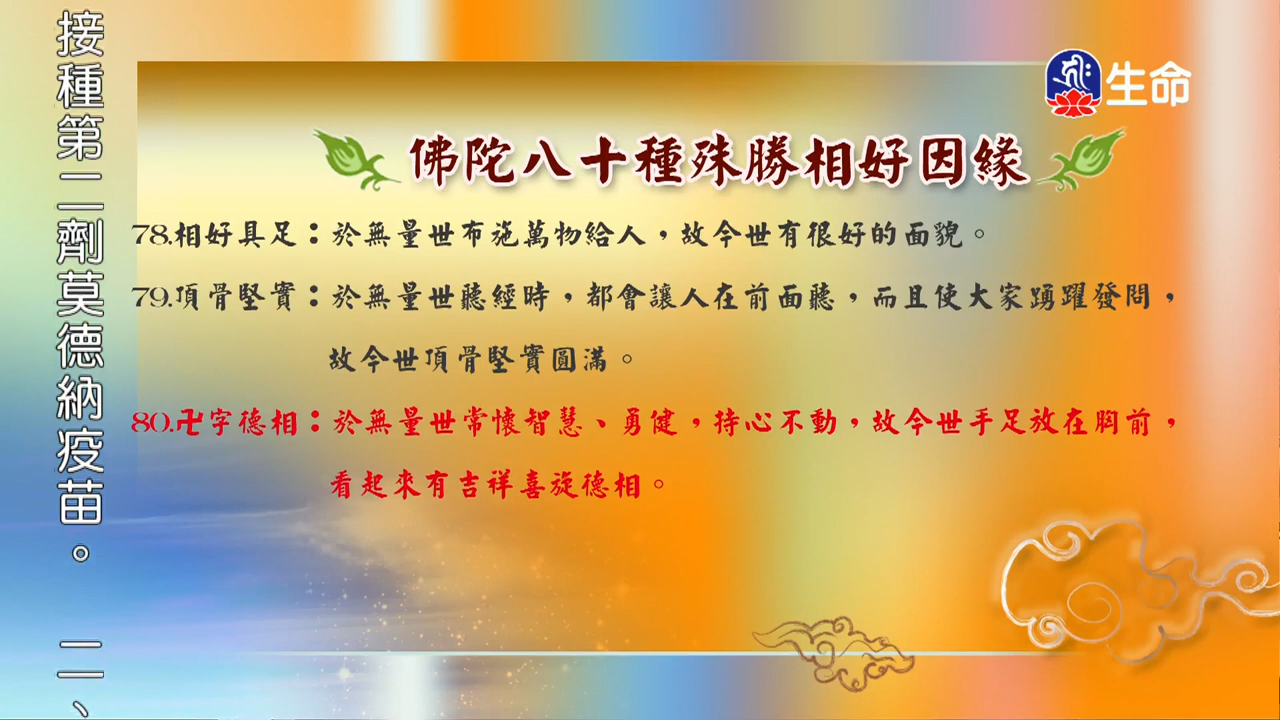 接種第二劑莫德納疫苗。 二、
生命
佛陀八十種殊勝相好因緣
78.相好具足：於無量世布施萬物給人，故今世有很好的面貌。
79.頂骨堅實：於無量世聽經時，都會讓人在前面聽，而且使大家踴躍發問，
故今世頂骨堅實圓滿。
80.卍字德相：於無量世常懷智慧、勇健，待心不動，故今世手足放在胸前，
看起來有吉祥喜旋德相。